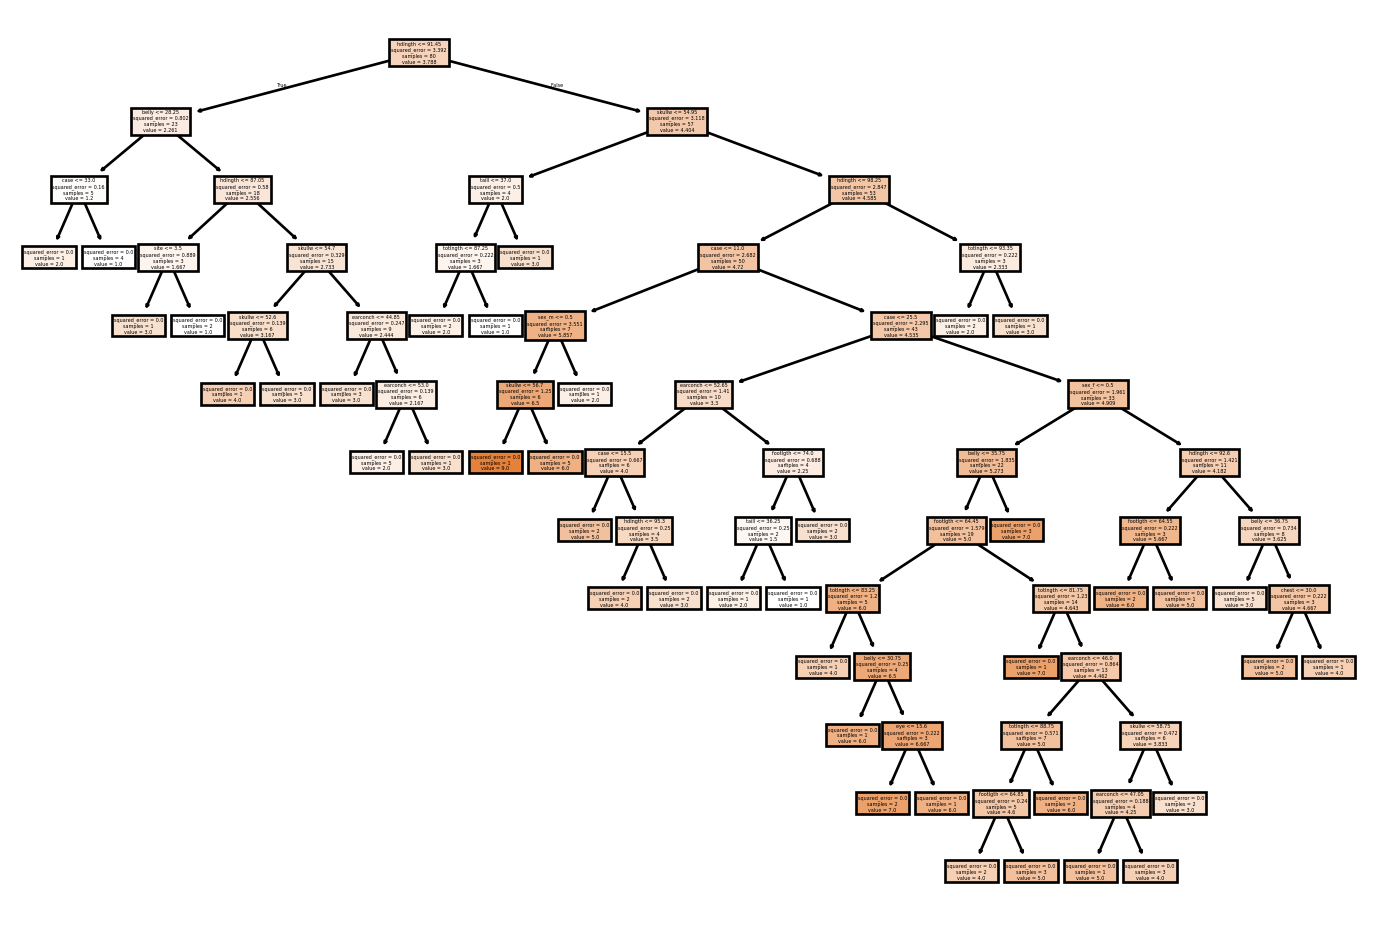 hdlngth <= 91.45
squared_error = 3.392
samples = 80
value = 3.788
True
False
belly <= 28.25
squared_error = 0.802
samples = 23
value = 2.261
skullw <= 54.95
squared_error = 3.118
samples = 57
value = 4.404
case <= 33.0
squared_error = 0.16
samples = 5
value = 1.2
hdlngth <= 87.05
squared_error = 0.58
samples = 18
value = 2.556
taill <= 37.0
squared_error = 0.5
samples = 4
value = 2.0
hdlngth <= 98.25
squared_error = 2.847
samples = 53
value = 4.585
squared_error = 0.0
samples = 1
value = 2.0
squared_error = 0.0
samples = 4
value = 1.0
site <= 3.5
squared_error = 0.889
samples = 3
value = 1.667
skullw <= 54.7
squared_error = 0.329
samples = 15
value = 2.733
totlngth <= 87.25
squared_error = 0.222
samples = 3
value = 1.667
squared_error = 0.0
samples = 1
value = 3.0
case <= 11.0
squared_error = 2.682
samples = 50
value = 4.72
totlngth <= 93.35
squared_error = 0.222
samples = 3
value = 2.333
squared_error = 0.0
samples = 1
value = 3.0
squared_error = 0.0
samples = 2
value = 1.0
skullw <= 52.6
squared_error = 0.139
samples = 6
value = 3.167
earconch <= 44.85
squared_error = 0.247
samples = 9
value = 2.444
squared_error = 0.0
samples = 2
value = 2.0
squared_error = 0.0
samples = 1
value = 1.0
sex_m <= 0.5
squared_error = 3.551
samples = 7
value = 5.857
case <= 25.5
squared_error = 2.295
samples = 43
value = 4.535
squared_error = 0.0
samples = 2
value = 2.0
squared_error = 0.0
samples = 1
value = 3.0
squared_error = 0.0
samples = 1
value = 4.0
squared_error = 0.0
samples = 5
value = 3.0
squared_error = 0.0
samples = 3
value = 3.0
earconch <= 53.0
squared_error = 0.139
samples = 6
value = 2.167
skullw <= 56.7
squared_error = 1.25
samples = 6
value = 6.5
squared_error = 0.0
samples = 1
value = 2.0
earconch <= 52.65
squared_error = 1.41
samples = 10
value = 3.3
sex_f <= 0.5
squared_error = 1.961
samples = 33
value = 4.909
squared_error = 0.0
samples = 5
value = 2.0
squared_error = 0.0
samples = 1
value = 3.0
squared_error = 0.0
samples = 1
value = 9.0
squared_error = 0.0
samples = 5
value = 6.0
case <= 15.5
squared_error = 0.667
samples = 6
value = 4.0
footlgth <= 74.0
squared_error = 0.688
samples = 4
value = 2.25
belly <= 35.75
squared_error = 1.835
samples = 22
value = 5.273
hdlngth <= 92.6
squared_error = 1.421
samples = 11
value = 4.182
squared_error = 0.0
samples = 2
value = 5.0
hdlngth <= 95.3
squared_error = 0.25
samples = 4
value = 3.5
taill <= 36.25
squared_error = 0.25
samples = 2
value = 1.5
squared_error = 0.0
samples = 2
value = 3.0
footlgth <= 64.45
squared_error = 1.579
samples = 19
value = 5.0
squared_error = 0.0
samples = 3
value = 7.0
footlgth <= 64.55
squared_error = 0.222
samples = 3
value = 5.667
belly <= 36.75
squared_error = 0.734
samples = 8
value = 3.625
squared_error = 0.0
samples = 2
value = 4.0
squared_error = 0.0
samples = 2
value = 3.0
squared_error = 0.0
samples = 1
value = 2.0
squared_error = 0.0
samples = 1
value = 1.0
totlngth <= 83.25
squared_error = 1.2
samples = 5
value = 6.0
totlngth <= 81.75
squared_error = 1.23
samples = 14
value = 4.643
squared_error = 0.0
samples = 2
value = 6.0
squared_error = 0.0
samples = 1
value = 5.0
squared_error = 0.0
samples = 5
value = 3.0
chest <= 30.0
squared_error = 0.222
samples = 3
value = 4.667
squared_error = 0.0
samples = 1
value = 4.0
belly <= 30.75
squared_error = 0.25
samples = 4
value = 6.5
squared_error = 0.0
samples = 1
value = 7.0
earconch <= 46.0
squared_error = 0.864
samples = 13
value = 4.462
squared_error = 0.0
samples = 2
value = 5.0
squared_error = 0.0
samples = 1
value = 4.0
squared_error = 0.0
samples = 1
value = 6.0
eye <= 15.6
squared_error = 0.222
samples = 3
value = 6.667
totlngth <= 88.75
squared_error = 0.571
samples = 7
value = 5.0
skullw <= 58.75
squared_error = 0.472
samples = 6
value = 3.833
squared_error = 0.0
samples = 2
value = 7.0
squared_error = 0.0
samples = 1
value = 6.0
footlgth <= 64.85
squared_error = 0.24
samples = 5
value = 4.6
squared_error = 0.0
samples = 2
value = 6.0
earconch <= 47.05
squared_error = 0.188
samples = 4
value = 4.25
squared_error = 0.0
samples = 2
value = 3.0
squared_error = 0.0
samples = 2
value = 4.0
squared_error = 0.0
samples = 3
value = 5.0
squared_error = 0.0
samples = 1
value = 5.0
squared_error = 0.0
samples = 3
value = 4.0